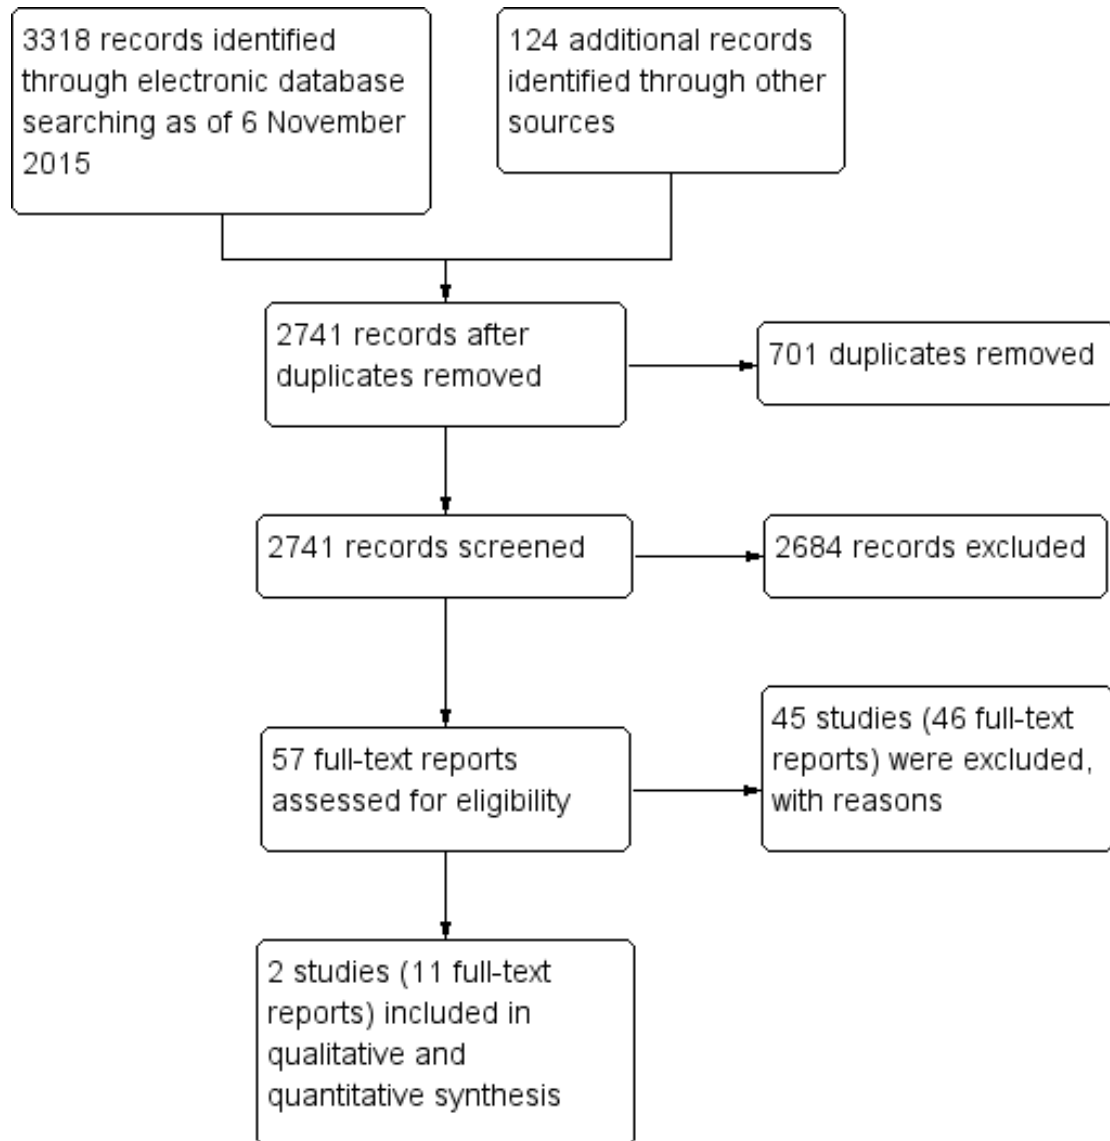 3318 records identified
through electronic database
searching as of 6 November
2015
124 additional records
identified through other
sources
2741 records after
duplicates removed
701 duplicates removed
2741 records screened
2684 records excluded
57 full-text reports
assessed for eligibility
45 studies (46 full-text
reports) were excluded,
with reasons
2 studies (11 full-text
reports) included in
qualitative and
quantitative synthesis